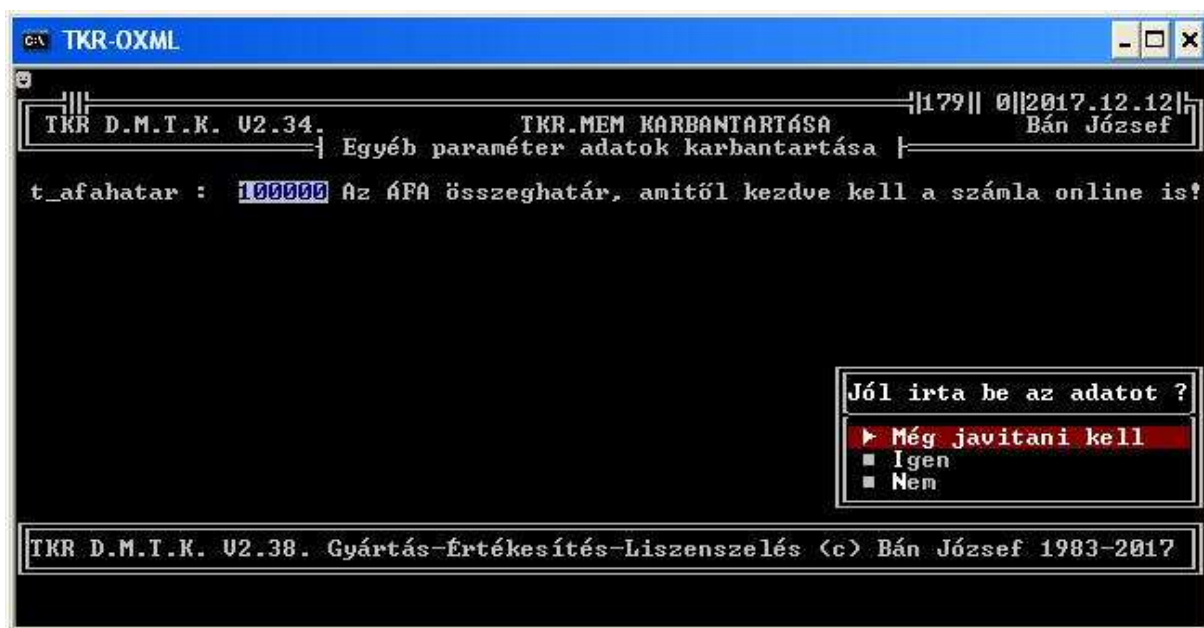 TKR-OXML
179 0 2017.12.12
TKR D.M.T.K. V2.34. TKR.MEM KARBANTARTÁSA Bán József
Egyéb paraméter adatok karbantartása
t_afahatar : 100000 Az ÁFA összeghatár, amitől kezdve kell a számla online is!
Jól irta be az adatot ?
Még javitani kell
Igen
Nem
TKR D.M.T.K. V2.38. Gyártás-Értékesítés-Liszenszelés (c) Bán József 1983-2017